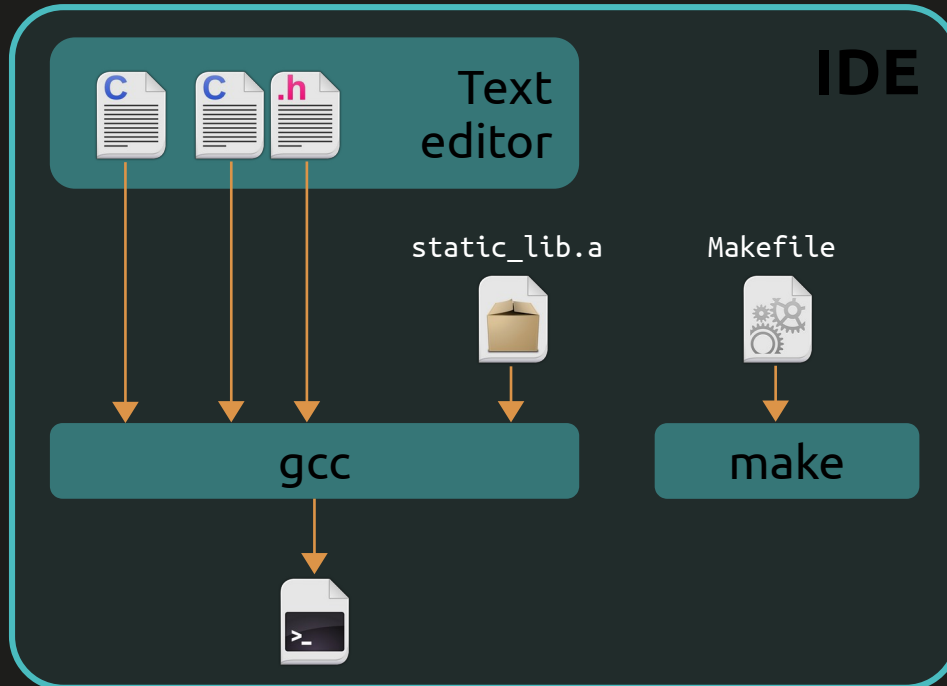 IDE
C
C
.h
Text
editor
static_lib.a
Makefile
gcc
make
>_